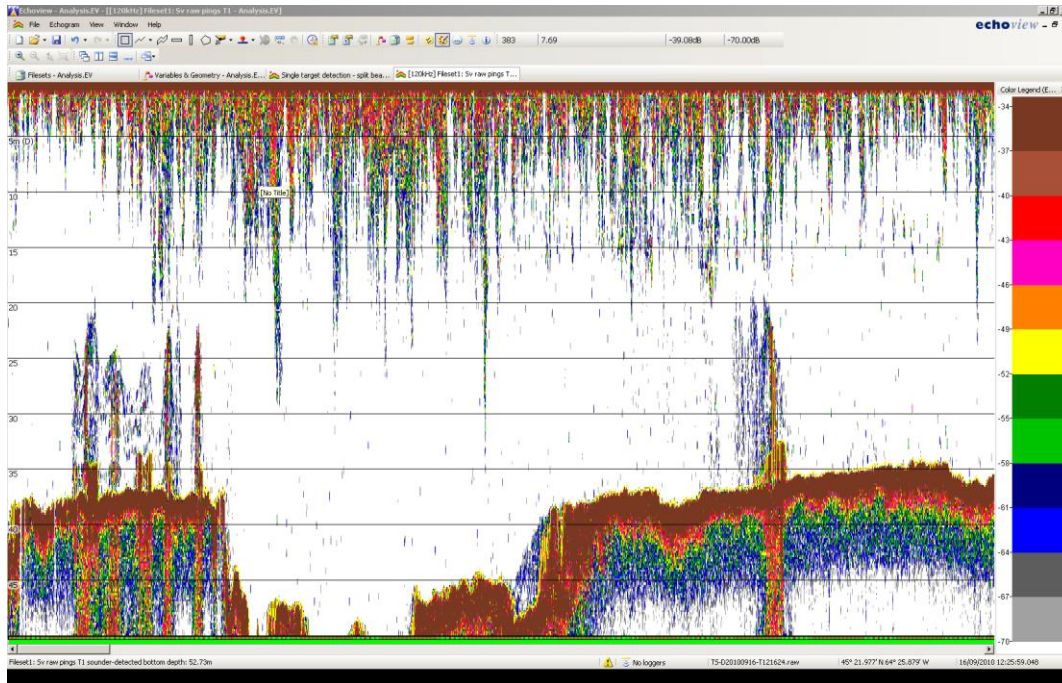 Echoview - Analysis.EV - [[120kHz] Fileset1: Sv raw pings T1 - Analysis.EV]
File Echogram View Window Help
echoview
383 7.69 -39.08dB -70.00dB
Filesets - Analysis.EV Variables & Geometry - Analysis.E... Single target detection - split bea... [120kHz] Fileset1: Sv raw pings T...
Color Legend (E...
5m (D)
[No Title]
10
15
20
25
30
35
40
45
-34
-37
-40
-43
-46
-49
-52
-55
-58
-61
-64
-67
-70
Fileset1: Sv raw pings T1 sounder-detected bottom depth: 52.73m No loggers TS-D20100916-T121624.raw 45° 21.977' N 64° 25.879' W 16/09/2010 12:25:59.048